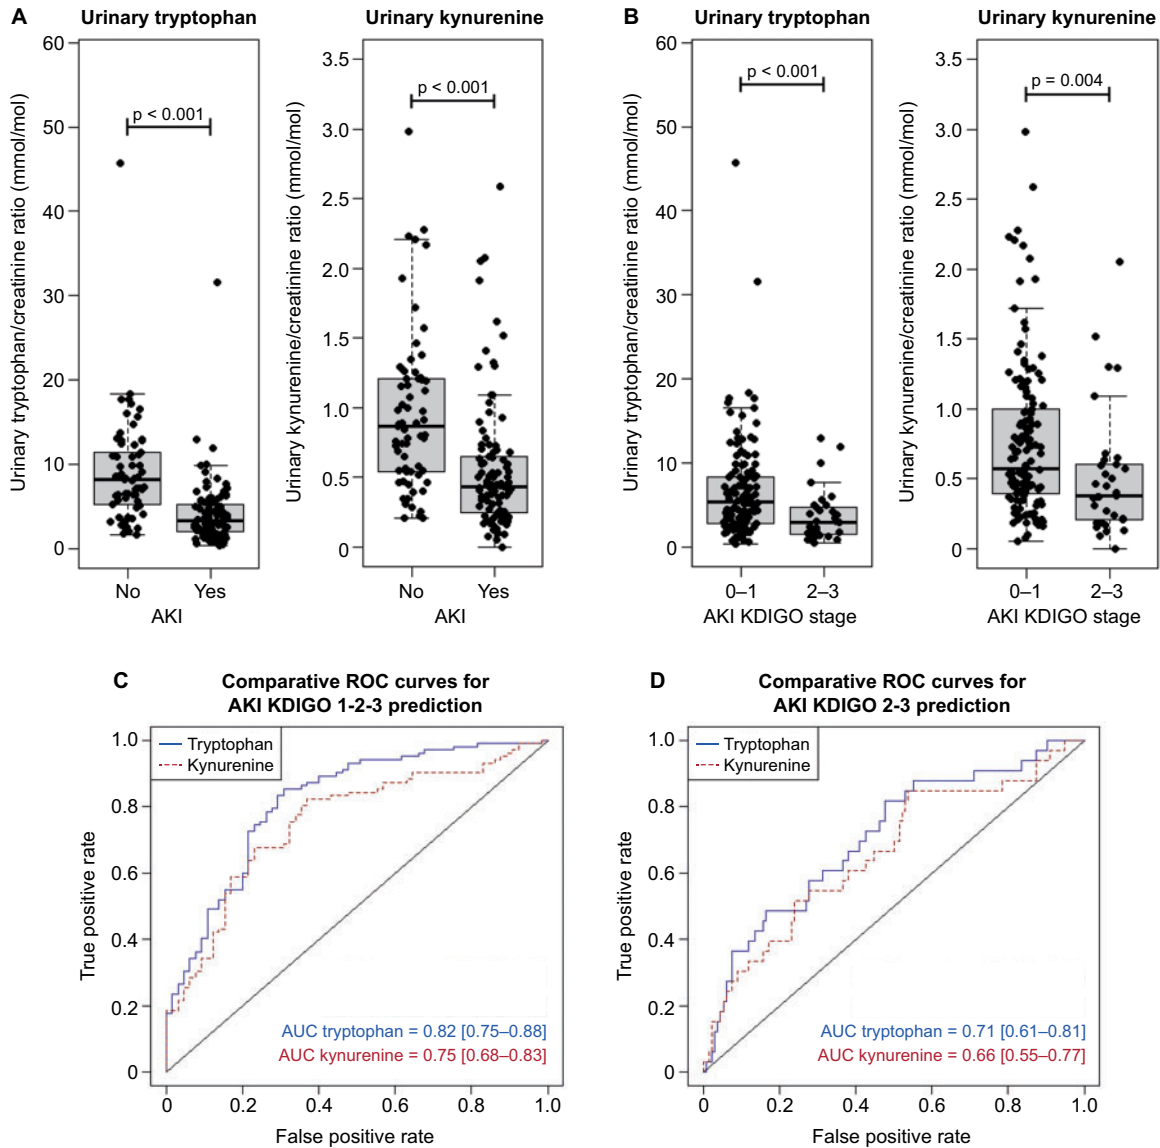 A
Urinary tryptophan
Urinary tryptophan/creatinine ratio (mmol/mol)
60
50
40
30
20
10
0
p < 0.001
No
Yes
AKI
Urinary kynurenine
Urinary kynurenine/creatinine ratio (mmol/mol)
3.5
3.0
2.5
2.0
1.5
1.0
0.5
0
p < 0.001
No
Yes
AKI
B
Urinary tryptophan
Urinary tryptophan/creatinine ratio (mmol/mol)
60
50
40
30
20
10
0
p < 0.001
0–1
2–3
AKI KDIGO stage
Urinary kynurenine
Urinary kynurenine/creatinine ratio (mmol/mol)
3.5
3.0
2.5
2.0
1.5
1.0
0.5
0
p = 0.004
0–1
2–3
AKI KDIGO stage
C
Comparative ROC curves for
AKI KDIGO 1-2-3 prediction
Tryptophan
Kynurenine
True positive rate
1.0
0.8
0.6
0.4
0.2
0
AUC tryptophan = 0.82 [0.75–0.88]
AUC kynurenine = 0.75 [0.68–0.83]
0
0.2
0.4
0.6
0.8
1.0
False positive rate
D
Comparative ROC curves for
AKI KDIGO 2-3 prediction
Tryptophan
Kynurenine
True positive rate
1.0
0.8
0.6
0.4
0.2
0
AUC tryptophan = 0.71 [0.61–0.81]
AUC kynurenine = 0.66 [0.55–0.77]
0
0.2
0.4
0.6
0.8
1.0
False positive rate